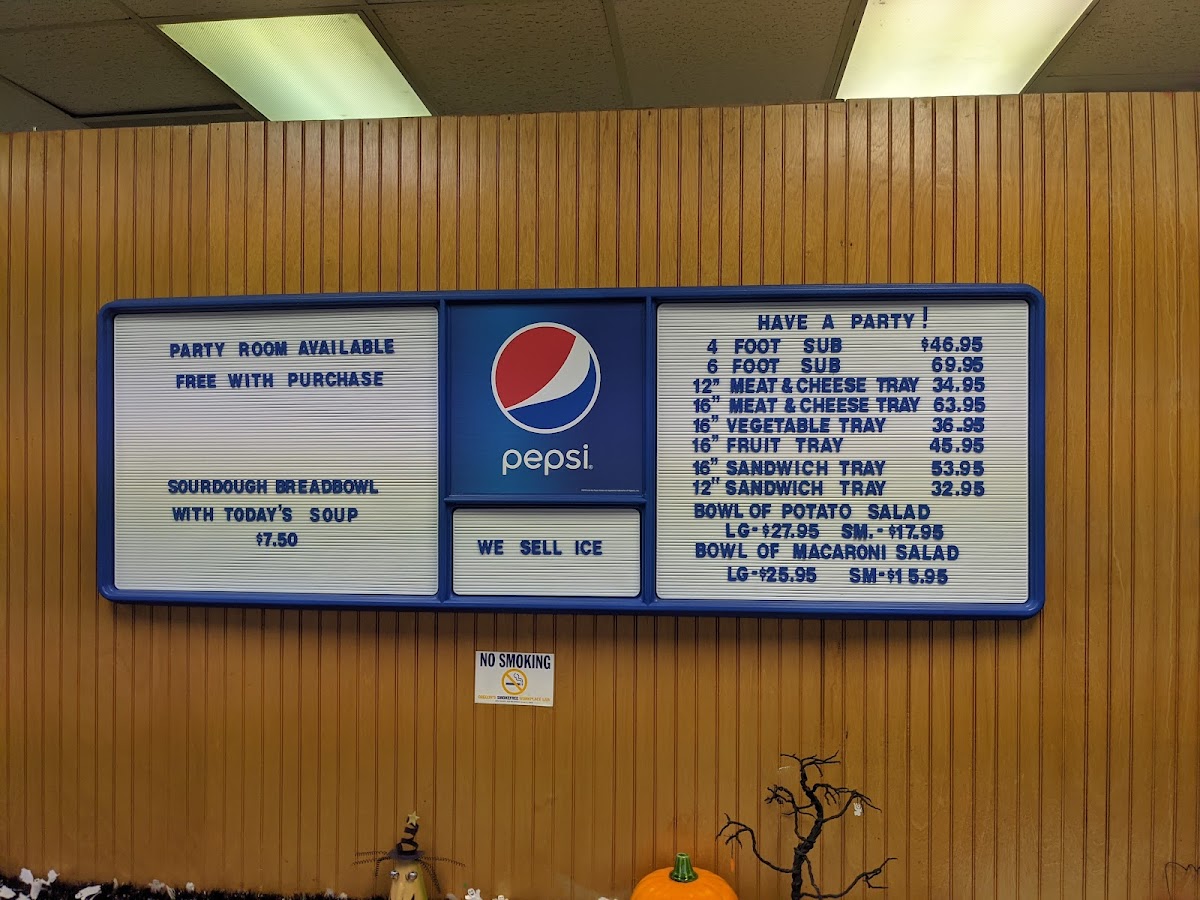 PARTY ROOM AVAILABLE
FREE WITH PURCHASE
SOURDOUGH BREADBOWL
WITH TODAY'S SOUP
$7.50
pepsi
WE SELL ICE
HAVE A PARTY!
4 FOOT SUB $46.95
6 FOOT SUB 69.95
12" MEAT & CHEESE TRAY 34.95
16" MEAT & CHEESE TRAY 63.95
16" VEGETABLE TRAY 36.95
16" FRUIT TRAY 45.95
16" SANDWICH TRAY 53.95
12" SANDWICH TRAY 32.95
BOWL OF POTATO SALAD
LG-$27.95 SM.-$17.95
BOWL OF MACARONI SALAD
LG-$25.95 SM-$15.95
NO SMOKING